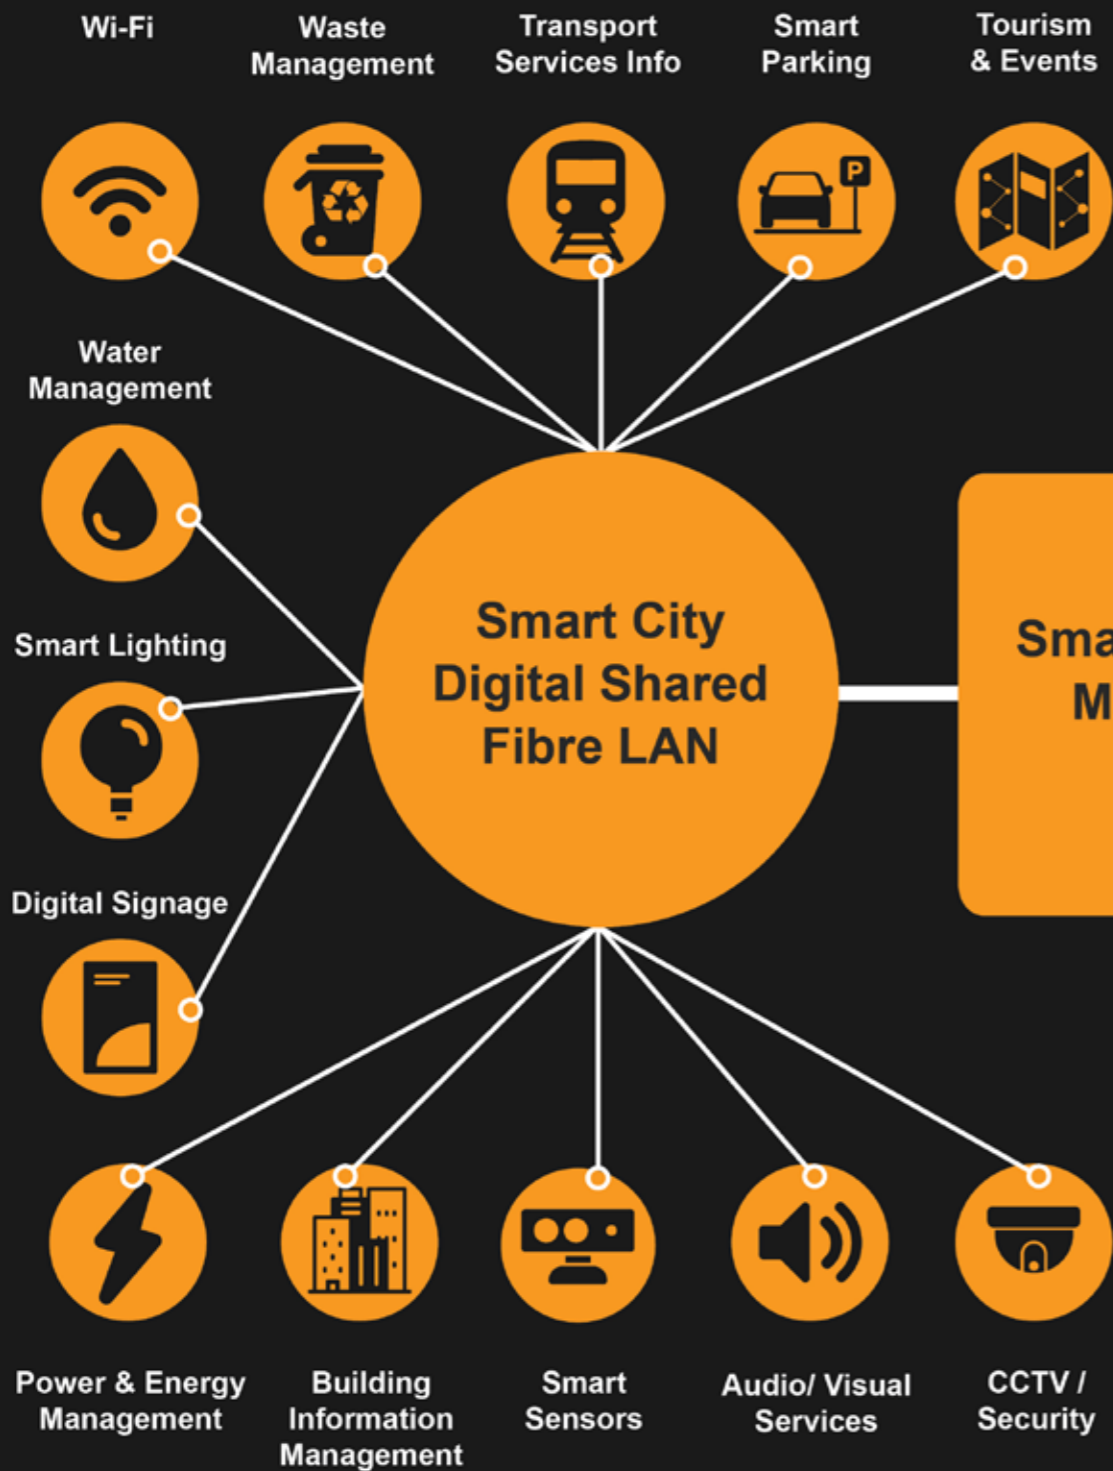 Wi-Fi
Waste
Management
Transport
Services Info
Smart
Parking
Tourism
& Events
P
Water
Management
Smart Lighting
Digital Signage
Smart City
Digital Shared
Fibre LAN
Power & Energy
Management
Building
Information
Management
Smart
Sensors
Audio/ Visual
Services
CCTV /
Security